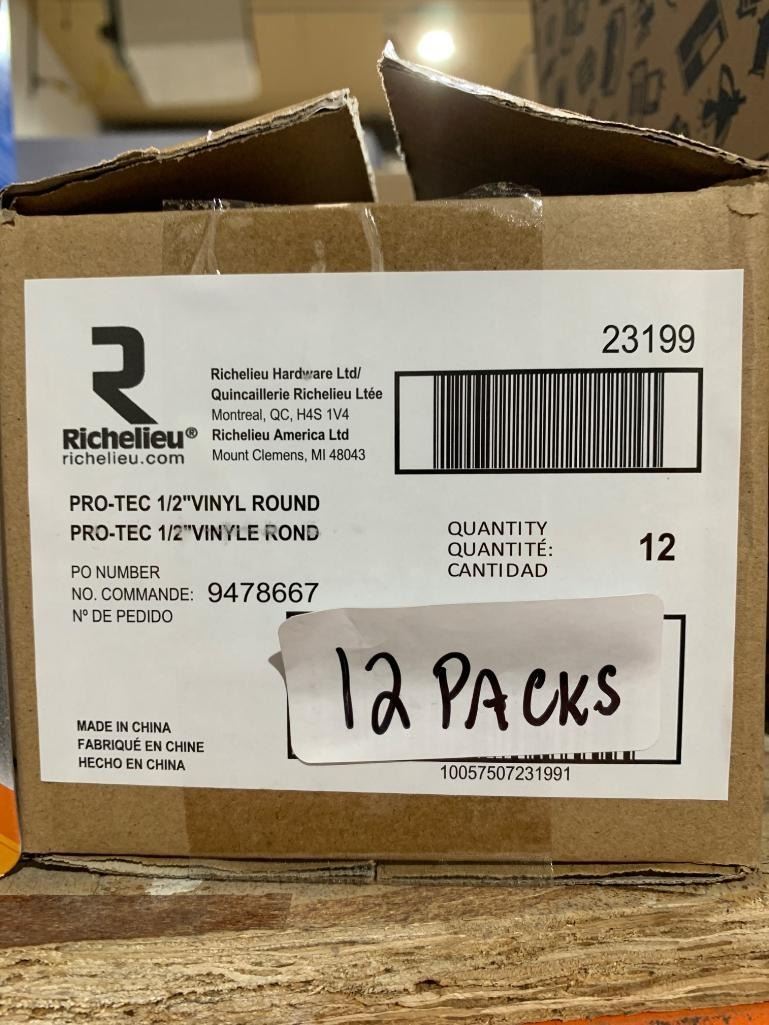 23199
Richelieu®
richelieu.com
Richelieu Hardware Ltd/
Quincaillerie Richelieu Ltée
Montreal, QC, H4S 1V4
Richelieu America Ltd
Mount Clemens, MI 48043
PRO-TEC 1/2"VINYL ROUND
PRO-TEC 1/2"VINYLE ROND
QUANTITY
QUANTITÉ: 12
CANTIDAD
PO NUMBER
NO. COMMANDE: 9478667
Nº DE PEDIDO
12 PACKS
MADE IN CHINA
FABRIQUÉ EN CHINE
HECHO EN CHINA
10057507231991